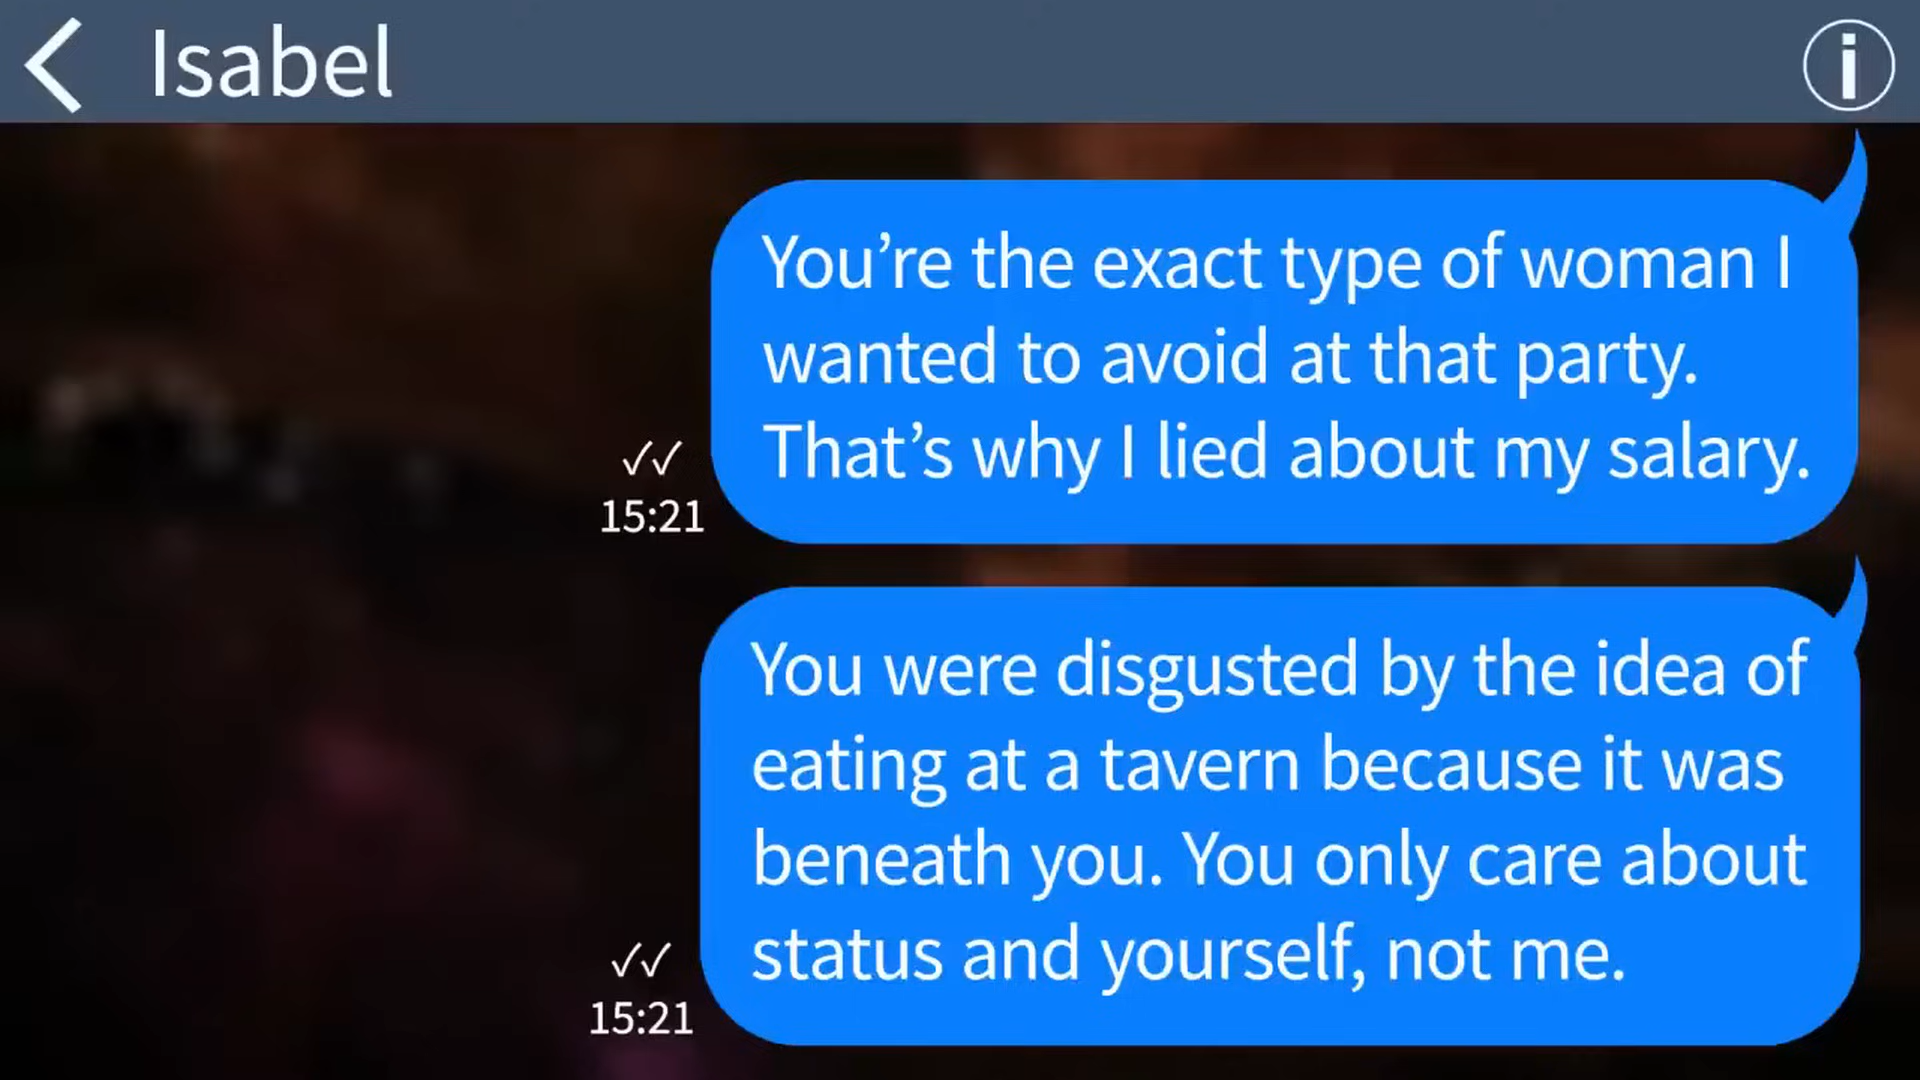 Isabel
You’re the exact type of woman I
wanted to avoid at that party.
That’s why I lied about my salary.
15:21
You were disgusted by the idea of
eating at a tavern because it was
beneath you. You only care about
status and yourself, not me.
15:21